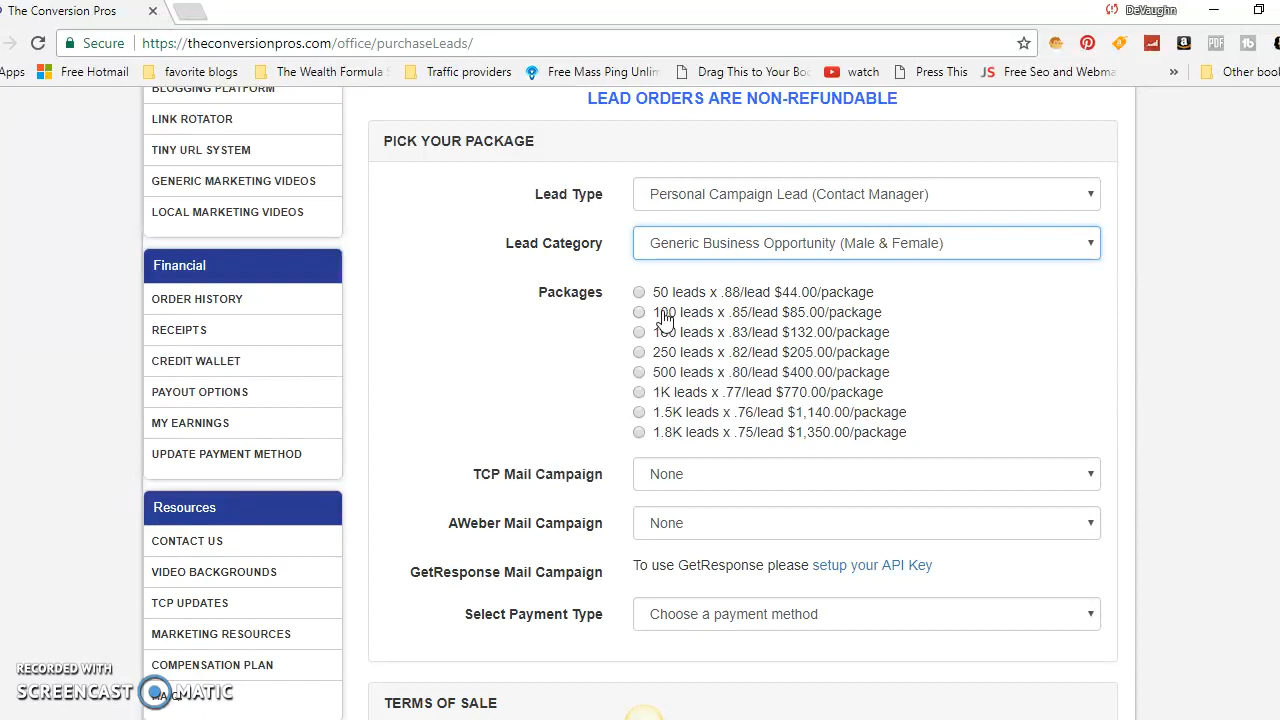 The Conversion Pros
DeVaughn
Secure
https://theconversionpros.com/office/purchaseLeads/
Apps
Free Hotmail
favorite blogs
The Wealth Formula
Traffic providers
Free Mass Ping Unlim
Drag This to Your Bo
watch
Press This
Free Seo and Webma
»
Other boo
BLOGGING PLATFORM
LINK ROTATOR
TINY URL SYSTEM
GENERIC MARKETING VIDEOS
LOCAL MARKETING VIDEOS
Financial
ORDER HISTORY
RECEIPTS
CREDIT WALLET
PAYOUT OPTIONS
MY EARNINGS
UPDATE PAYMENT METHOD
Resources
CONTACT US
VIDEO BACKGROUNDS
TCP UPDATES
MARKETING RESOURCES
COMPENSATION PLAN
LEAD ORDERS ARE NON-REFUNDABLE
PICK YOUR PACKAGE
Lead Type
Personal Campaign Lead (Contact Manager)
Lead Category
Generic Business Opportunity (Male & Female)
Packages
50 leads x .88/lead $44.00/package
100 leads x .85/lead $85.00/package
leads x .83/lead $132.00/package
250 leads x .82/lead $205.00/package
500 leads x .80/lead $400.00/package
1K leads x .77/lead $770.00/package
1.5K leads x .76/lead $1,140.00/package
1.8K leads x .75/lead $1,350.00/package
TCP Mail Campaign
None
AWeber Mail Campaign
None
GetResponse Mail Campaign
To use GetResponse please setup your API Key
Select Payment Type
Choose a payment method
TERMS OF SALE
RECORDED WITH
SCREENCAST MATIC